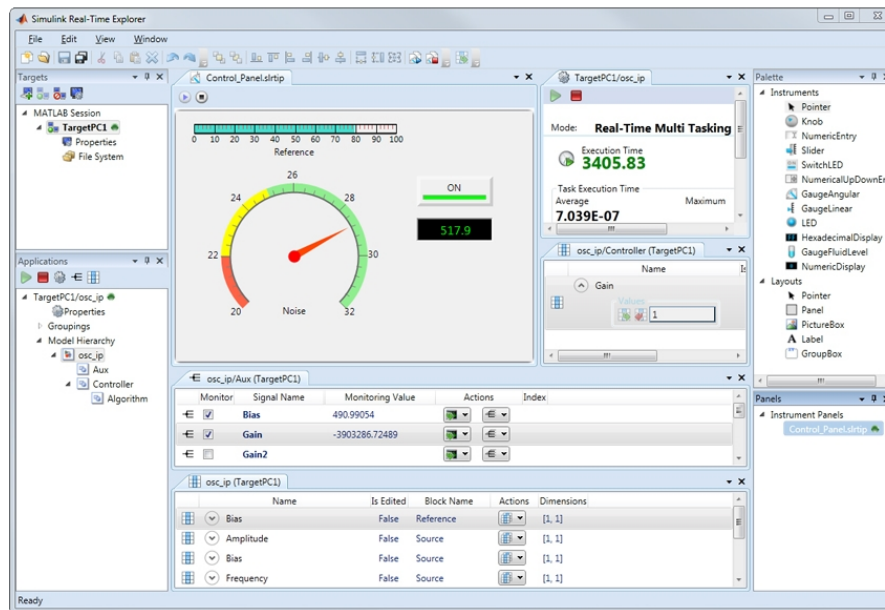 Simulink Real-Time Explorer
File Edit View Window
Targets
MATLAB Session
TargetPC1
Properties
File System
Applications
TargetPC1/osc_ip
Properties
Groupings
Model Hierarchy
osc_ip
Aux
Controller
Algorithm
Control_Panel.slrtip
0 10 20 30 40 50 60 70 80 90 100
Reference
26
24 28
22 30
20 Noise 32
ON
517.9
TargetPC1/osc_ip
Mode: Real-Time Multi Tasking
Execution Time
3405.83
Task Execution Time
Average Maximum
7.039E-07
osc_ip/Controller (TargetPC1)
Name Is
Gain
Values
1
osc_ip/Aux (TargetPC1)
Monitor Signal Name Monitoring Value Actions Index
Bias 490.99054
Gain -3903286.72489
Gain2
osc_ip (TargetPC1)
Name Is Edited Block Name Actions Dimensions
Bias False Reference [1, 1]
Amplitude False Source [1, 1]
Bias False Source [1, 1]
Frequency False Source [1, 1]
Palette
Instruments
Pointer
Knob
NumericEntry
Slider
SwitchLED
NumericalUpDownEn
GaugeAngular
GaugeLinear
LED
HexadecimalDisplay
GaugeFluidLevel
NumericDisplay
Layouts
Pointer
Panel
PictureBox
A Label
GroupBox
Panels
Instrument Panels
Control_Panel.slrtip
Ready